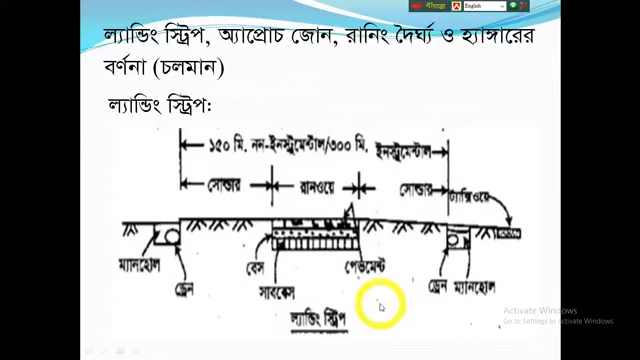 বাংলা English
ল্যান্ডিং স্ট্রিপ, অ্যাপ্রোচ জোন, রানিং দৈর্ঘ্য ও হ্যাঙ্গারের
বর্ণনা (চলমান)
ল্যান্ডিং স্ট্রিপঃ
১৫০ মি. নন-ইনস্ট্রুমেন্টাল/৩০০ মি. ইনস্ট্রুমেন্টাল
সোল্ডার রানওয়ে সোল্ডার ট্যাক্সিওয়ে
ম্যানহোল ড্রেন বেস সাববেস পেভমেন্ট ড্রেন ম্যানহোল
ল্যান্ডিং স্ট্রিপ
Activate Windows
Go to Settings to activate Windows.